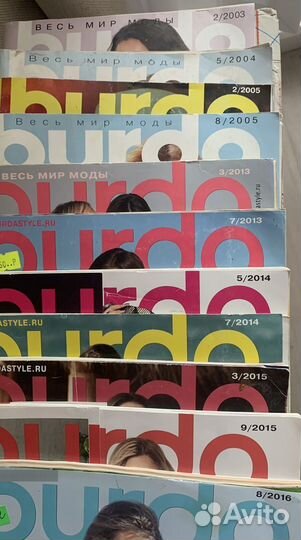 ВЕСЬ МИР МОДЫ 2/2003
Весь мир моды 5/2004
2/2005
burda
Весь мир моды 8/2005
burda
ВЕСЬ МИР МОДЫ 3/2013
burda
7/2013
burda
5/2014
burda
7/2014
burda
3/2015
burda
9/2015
burda
8/2016
burda
Avito